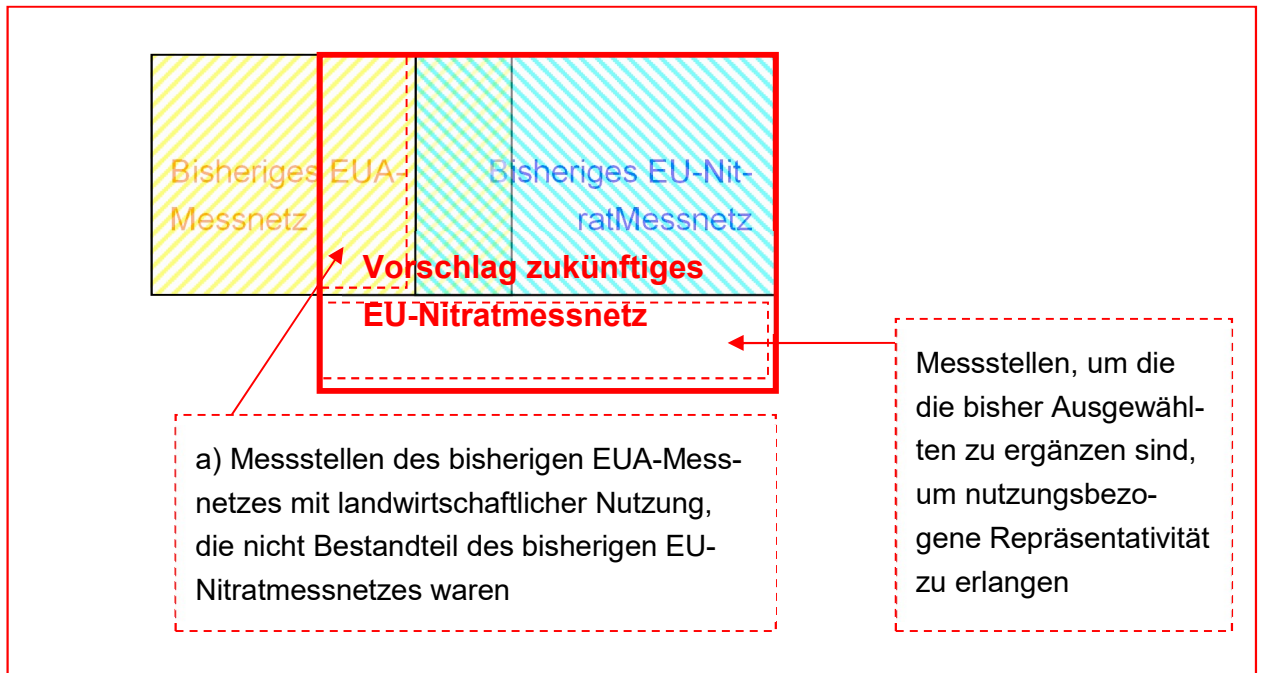 Bisheriges EUA-
Messnetz
Bisheriges EU-Nit-
ratMessnetz
Vorschlag zukünftiges
EU-Nitratmessnetz
a) Messstellen des bisherigen EUA-Mess-
netzes mit landwirtschaftlicher Nutzung,
die nicht Bestandteil des bisherigen EU-
Nitratmessnetzes waren
Messstellen, um die
die bisher Ausgewähl-
ten zu ergänzen sind,
um nutzungsbezo-
gene Repräsentativität
zu erlangen